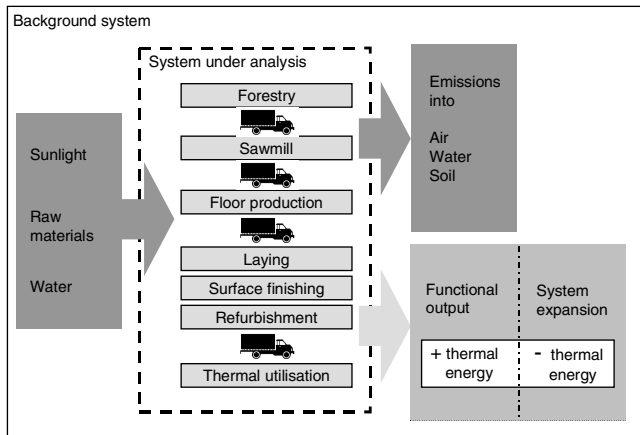 Background system
System under analysis
Sunlight
Raw
materials
Water
Forestry
Sawmill
Floor production
Laying
Surface finishing
Refurbishment
Thermal utilisation
Emissions
into
Air
Water
Soil
Functional
output
System
expansion
+ thermal
energy
- thermal
energy